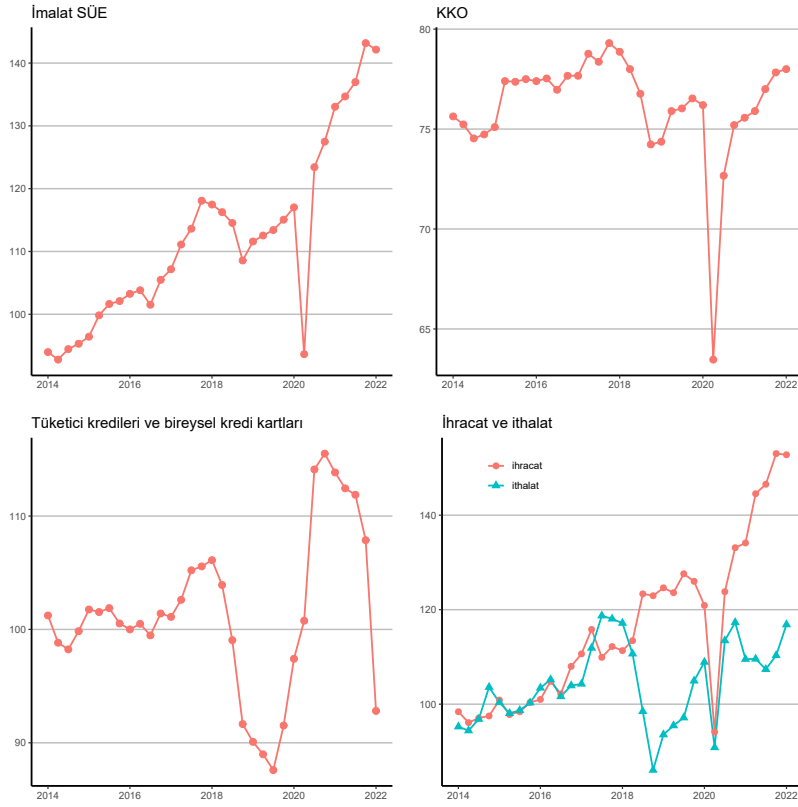 İmalat SÜE
140
130
120
110
100
2014 2016 2018 2020 2022
KKO
80
75
70
65
2014 2016 2018 2020 2022
Tüketici kredileri ve bireysel kredi kartları
110
100
90
2014 2016 2018 2020 2022
İhracat ve ithalat
ihracat
ithalat
140
120
100
2014 2016 2018 2020 2022